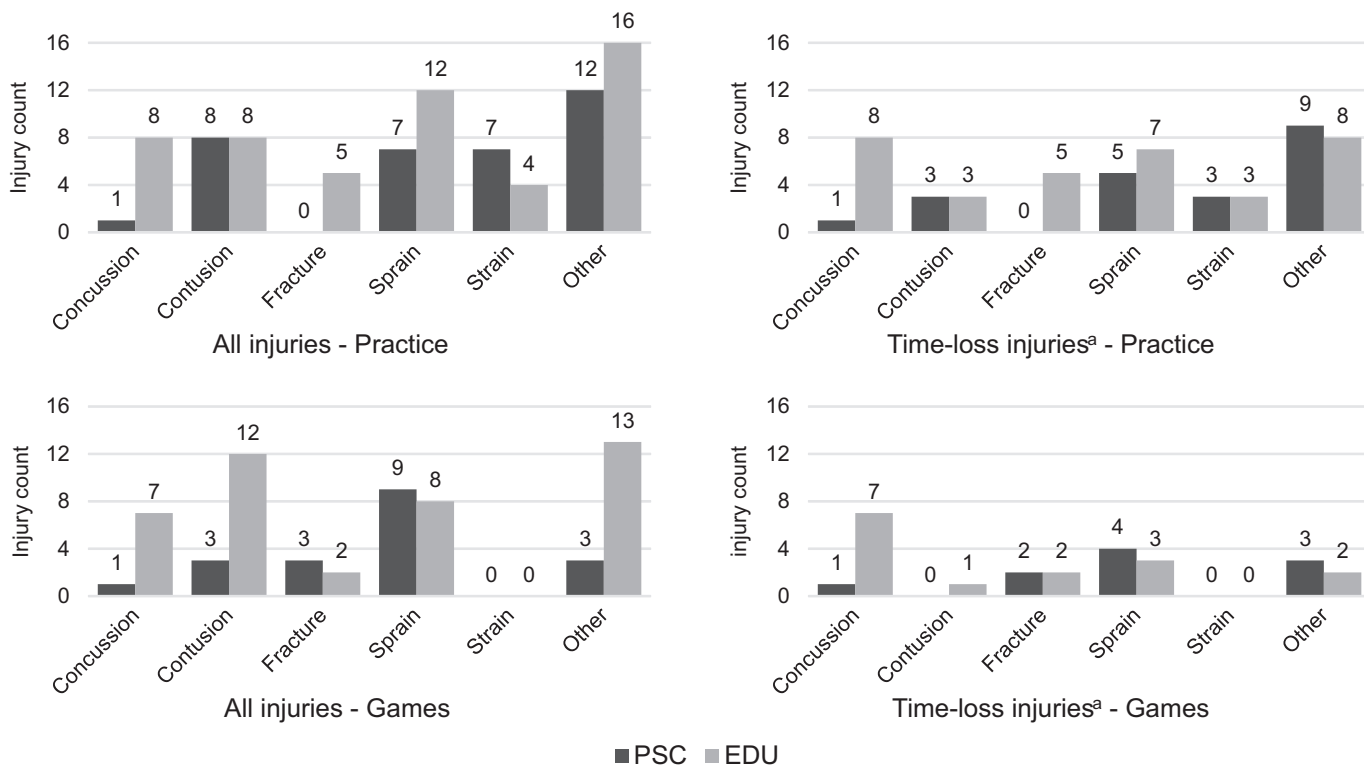 16
12
8
4
0
Injury count
1 8 8 8 0 5 7 12 7 4 12 16
Concussion Contusion Fracture Sprain Strain Other
All injuries - Practice
16
12
8
4
0
Injury count
1 8 3 3 0 5 5 7 3 3 9 8
Concussion Contusion Fracture Sprain Strain Other
Time-loss injuriesᵃ - Practice
16
12
8
4
0
Injury count
1 7 3 12 3 2 9 8 0 0 3 13
Concussion Contusion Fracture Sprain Strain Other
All injuries - Games
16
12
8
4
0
injury count
1 7 0 1 2 2 4 3 0 0 3 2
Concussion Contusion Fracture Sprain Strain Other
Time-loss injuriesᵃ - Games
PSC EDU